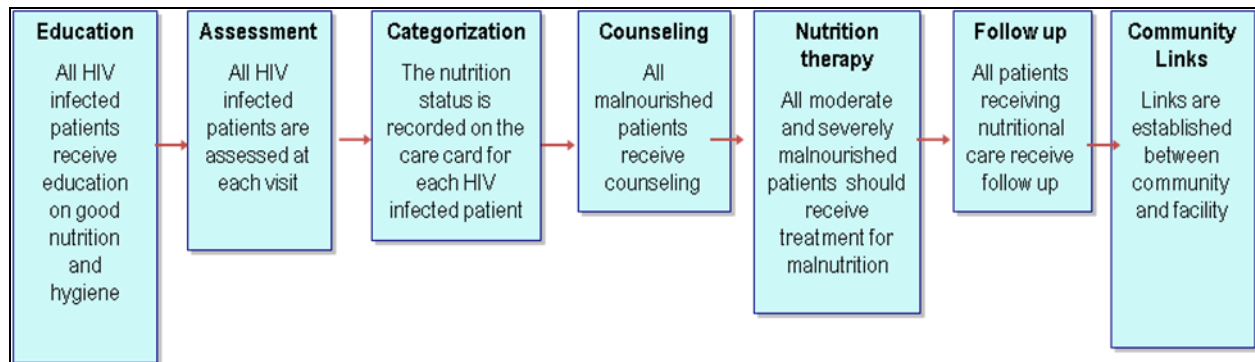 Education
All HIV
infected
patients
receive
education
on good
nutrition
and
hygiene
Assessment
All HIV
infected
patients are
assessed at
each visit
Categorization
The nutrition
status is
recorded on the
care card for
each HIV
infected patient
Counseling
All
malnourished
patients
receive
counseling
Nutrition
therapy
All moderate
and severely
malnourished
patients should
receive
treatment for
malnutrition
Follow up
All patients
receiving
nutritional
care receive
follow up
Community
Links
Links are
established
between
community
and facility